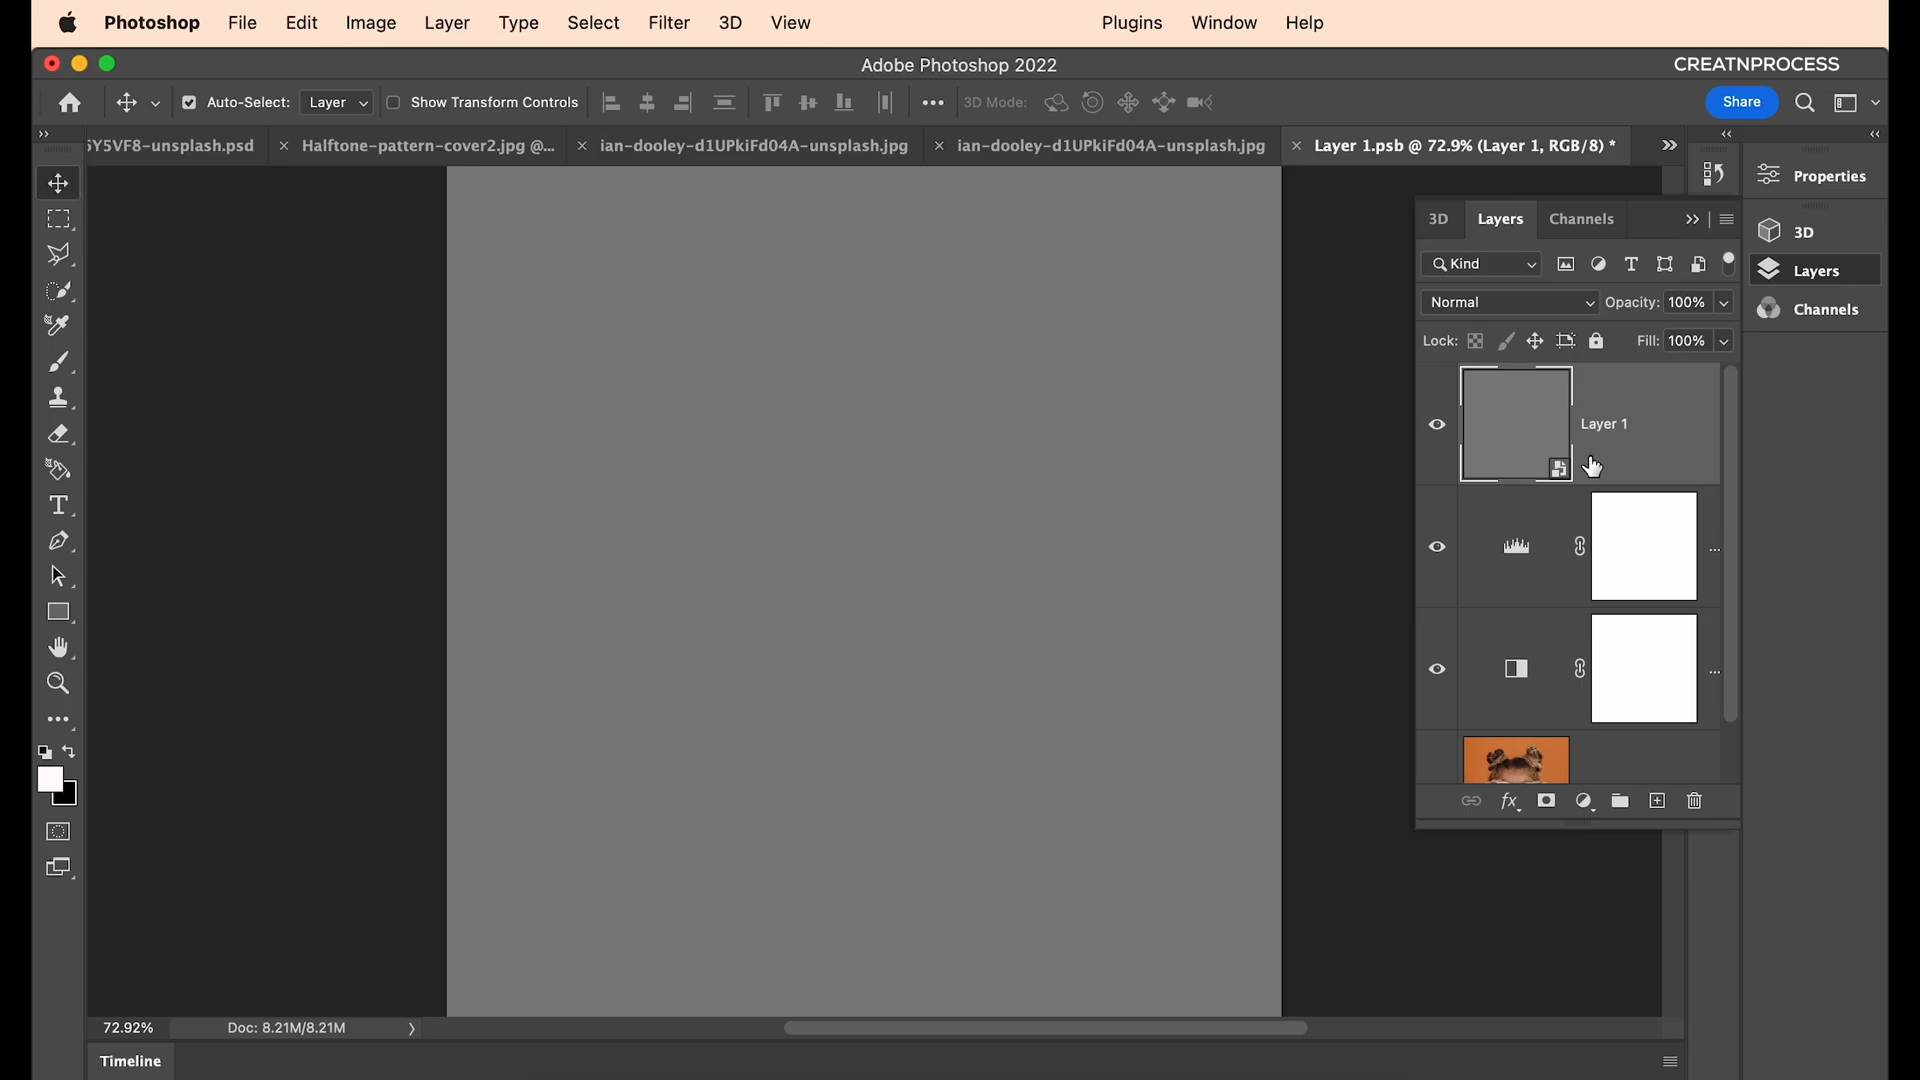 Photoshop File Edit Image Layer Type Select Filter 3D View Plugins Window Help
Adobe Photoshop 2022
CREATNPROCESS
Auto-Select: Layer Show Transform Controls 3D Mode: Share
5Y5VF8-unsplash.psd Halftone-pattern-cover2.jpg @... ian-dooley-d1UPkiFd04A-unsplash.jpg ian-dooley-d1UPkiFd04A-unsplash.jpg Layer 1.psb @ 72.9% (Layer 1, RGB/8) *
Properties
3D Layers Channels
3D
Kind
Layers
Normal Opacity: 100%
Channels
Lock: Fill: 100%
Layer 1
...
...
fx
T
72.92% Doc: 8.21M/8.21M
Timeline